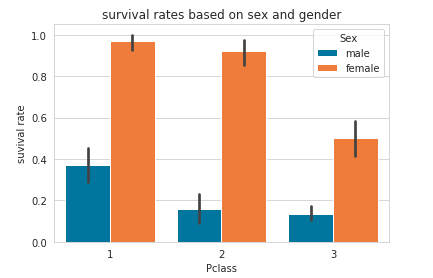 survival rates based on sex and gender
Sex
male
female
suvival rate
1.0
0.8
0.6
0.4
0.2
0.0
1 2 3
Pclass